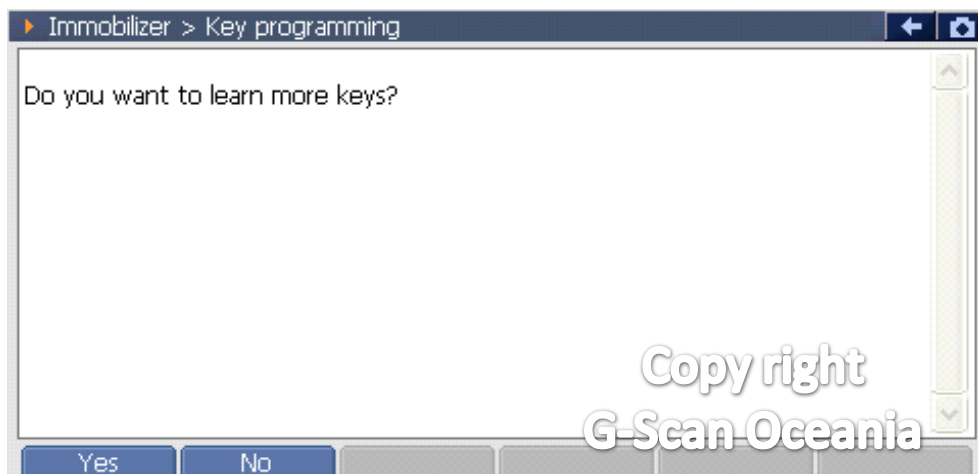 Immobilizer > Key programming
Do you want to learn more keys?
Copy right
G-Scan Oceania
Yes No